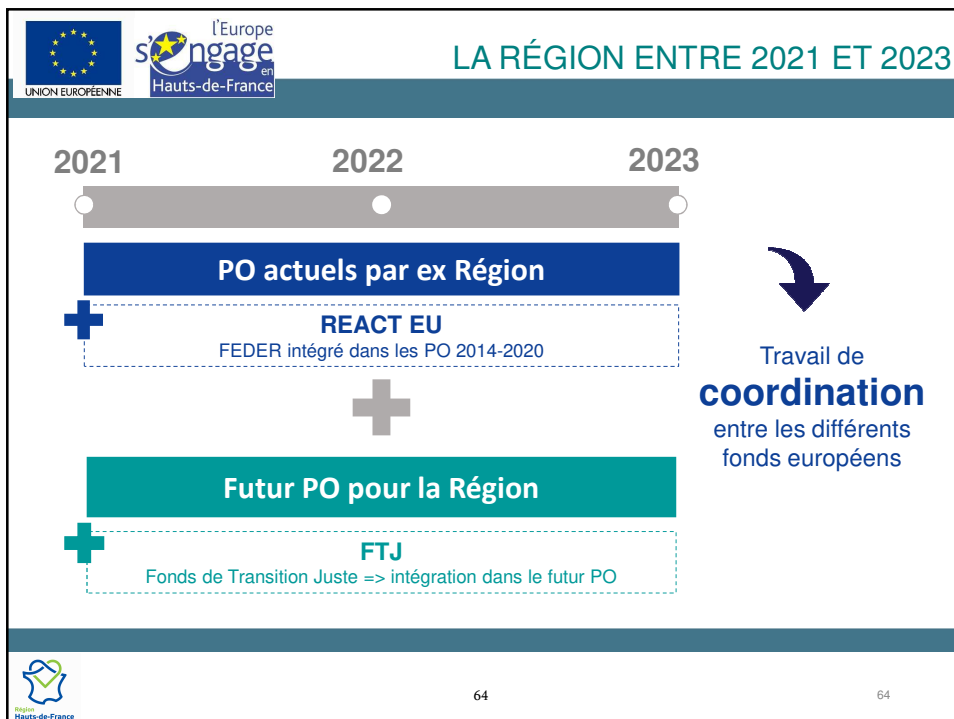 UNION EUROPÉENNE
l'Europe
s'engage
en
Hauts-de-France
LA RÉGION ENTRE 2021 ET 2023
2021 2022 2023
PO actuels par ex Région
REACT EU
FEDER intégré dans les PO 2014-2020
Futur PO pour la Région
FTJ
Fonds de Transition Juste => intégration dans le futur PO
Travail de
coordination
entre les différents
fonds européens
Région
Hauts-de-France
64
64